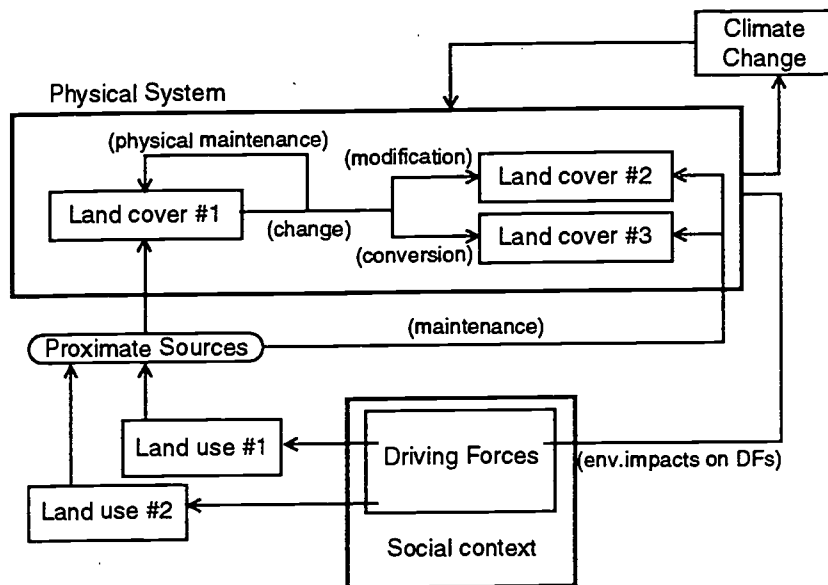 Climate
Change
Physical System
(physical maintenance)
(modification)
Land cover #2
Land cover #1
(change)
Land cover #3
(conversion)
(maintenance)
Proximate Sources
Land use #1
Driving Forces
(env.impacts on DFs)
Land use #2
Social context